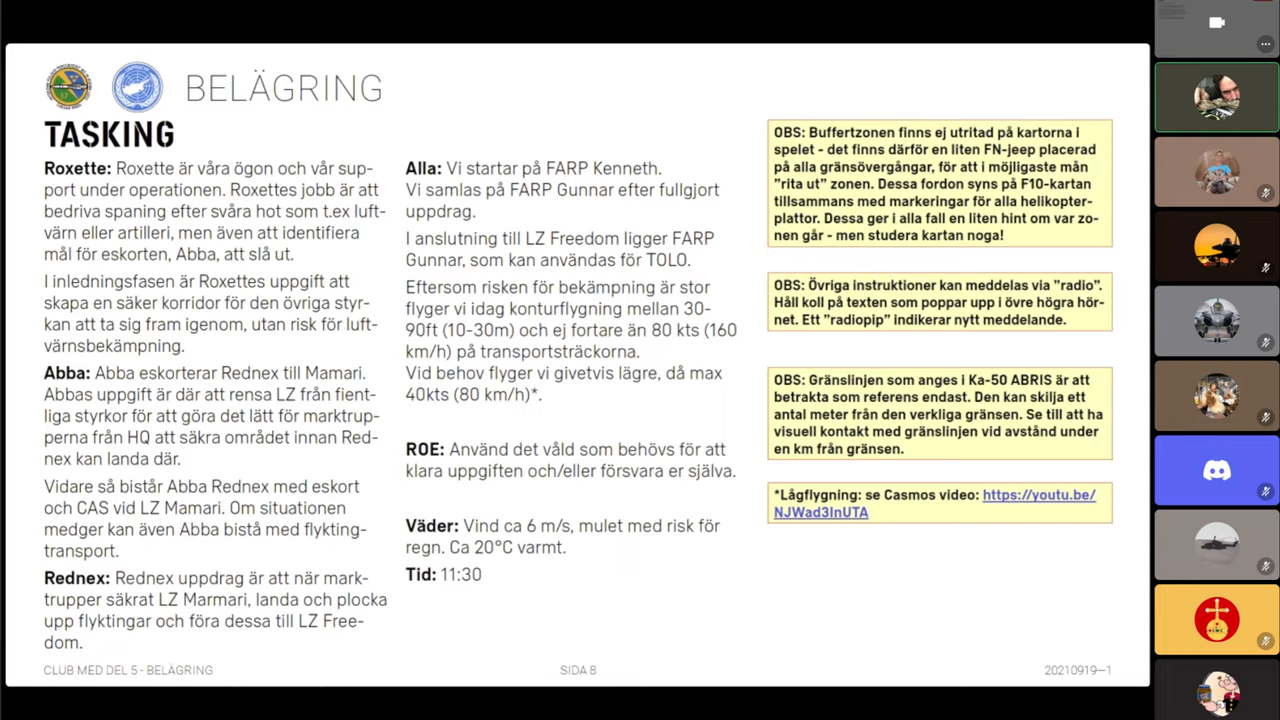 BELÄGRING
TASKING
Roxette: Roxette är våra ögon och vår sup-
port under operationen. Roxettes jobb är att
bedriva spaning efter svåra hot som t.ex luft-
värn eller artilleri, men även att identifiera
mål för eskorten, Abba, att slå ut.
I inledningsfasen är Roxettes uppgift att
skapa en säker korridor för den övriga styr-
kan att ta sig fram igenom, utan risk för luft-
värnsbekämpning.
Abba: Abba eskorterar Rednex till Mamari.
Abbas uppgift är där att rensa LZ från fient-
liga styrkor för att göra det lätt för marktrup-
perna från HQ att säkra området innan Red-
nex kan landa där.
Vidare så bistår Abba Rednex med eskort
och CAS vid LZ Mamari. Om situationen
medger kan även Abba bistå med flykting-
transport.
Rednex: Rednex uppdrag är att när mark-
trupper säkrat LZ Marmari, landa och plocka
upp flyktingar och föra dessa till LZ Free-
dom.
Alla: Vi startar på FARP Kenneth.
Vi samlas på FARP Gunnar efter fullgjort
uppdrag.
I anslutning till LZ Freedom ligger FARP
Gunnar, som kan användas för TOLO.
Eftersom risken för bekämpning är stor
flyger vi idag konturflygning mellan 30-
90ft (10-30m) och ej fortare än 80 kts (160
km/h) på transportsträckorna.
Vid behov flyger vi givetvis lägre, då max
40kts (80 km/h)*.
ROE: Använd det våld som behövs för att
klara uppgiften och/eller försvara er själva.
Väder: Vind ca 6 m/s, mulet med risk för
regn. Ca 20°C varmt.
Tid: 11:30
OBS: Buffertzonen finns ej utritad på kartorna i
spelet - det finns därför en liten FN-jeep placerad
på alla gränsövergångar, för att i möjligaste mån
”rita ut” zonen. Dessa fordon syns på F10-kartan
tillsammans med markeringar för alla helikopter-
plattor. Dessa ger i alla fall en liten hint om var zo-
nen går - men studera kartan noga!
OBS: Övriga instruktioner kan meddelas via ”radio”.
Håll koll på texten som poppar upp i övre högra hör-
net. Ett ”radiopip” indikerar nytt meddelande.
OBS: Gränslinjen som anges i Ka-50 ABRIS är att
betrakta som referens endast. Den kan skilja ett
antal meter från den verkliga gränsen. Se till att ha
visuell kontakt med gränslinjen vid avstånd under
en km från gränsen.
*Lågflygning: se Casmos video: https://youtu.be/
NJWad3lnUTA
CLUB MED DEL 5 - BELÄGRING
SIDA 8
20210919—1